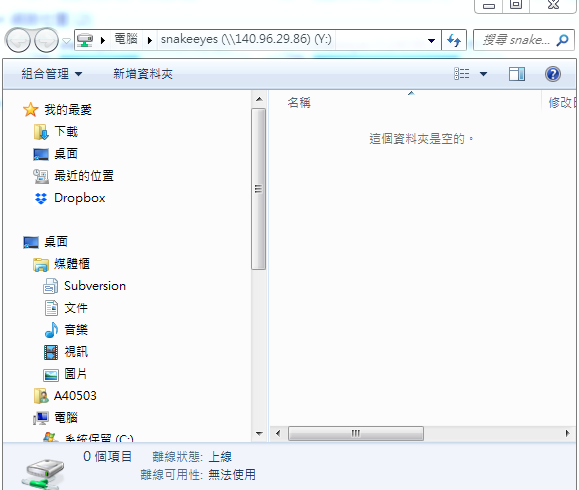 電腦 snakeeyes (\\140.96.29.86) (Y:) 搜尋 snake...
組合管理 新增資料夾
我的最愛
下載
桌面
最近的位置
Dropbox
桌面
媒體櫃
Subversion
文件
音樂
視訊
圖片
A40503
電腦
系統保留 (C:)
名稱 修改日
這個資料夾是空的。
0 個項目 離線狀態: 上線
離線可用性: 無法使用